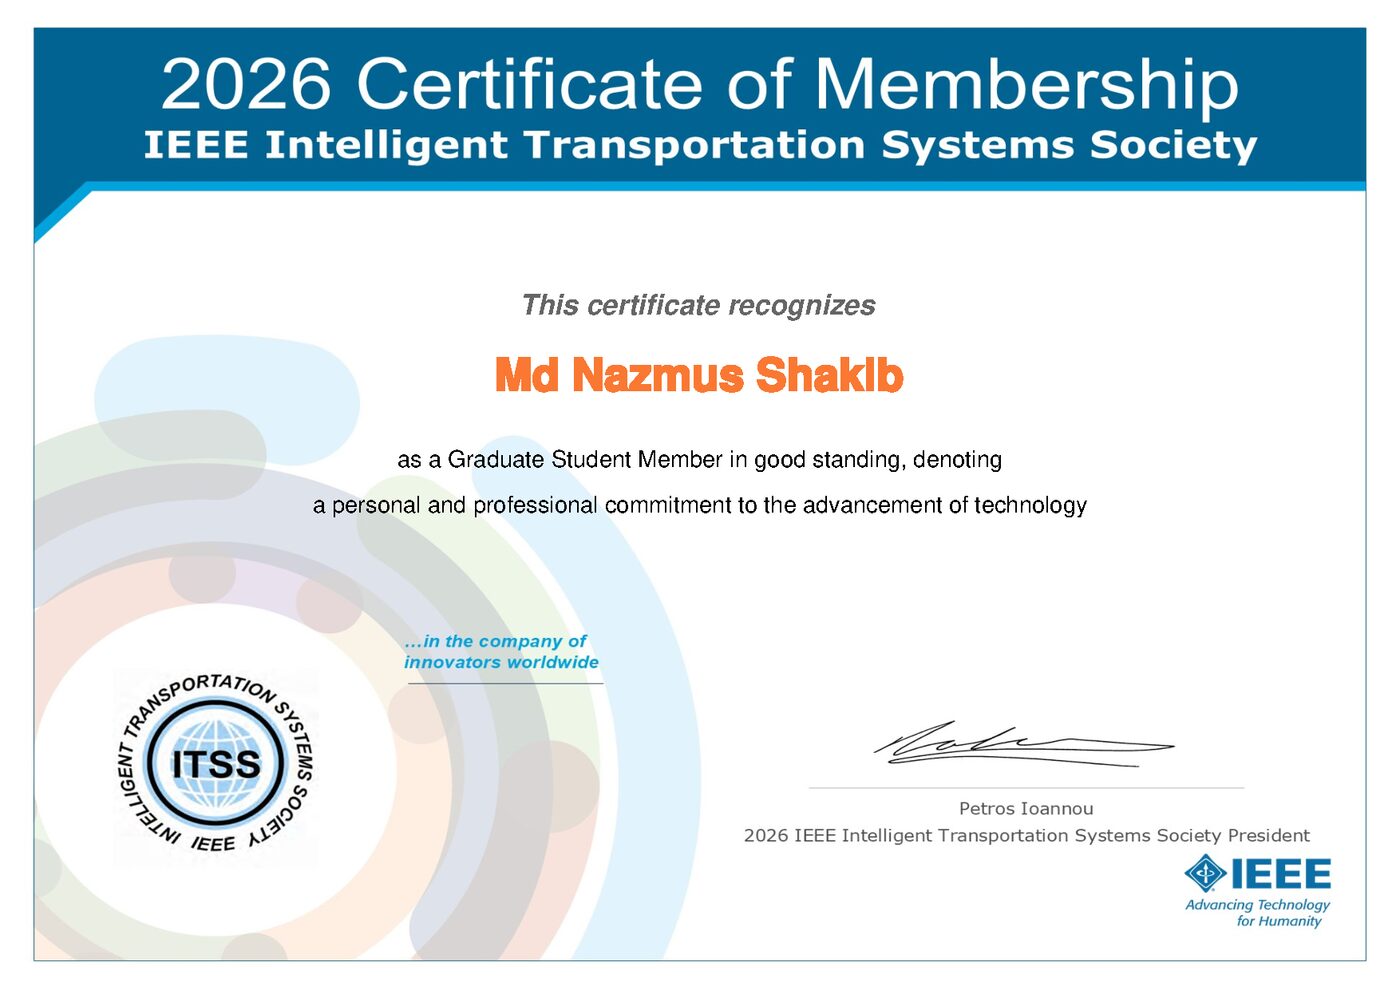 2026 Certificate of Membership
IEEE Intelligent Transportation Systems Society
This certificate recognizes
Md Nazmus Shakib
as a Graduate Student Member in good standing, denoting
a personal and professional commitment to the advancement of technology
...in the company of
innovators worldwide
INTELLIGENT TRANSPORTATION SYSTEMS SOCIETY
ITSS
IEEE
Petros Ioannou
2026 IEEE Intelligent Transportation Systems Society President
IEEE
Advancing Technology
for Humanity